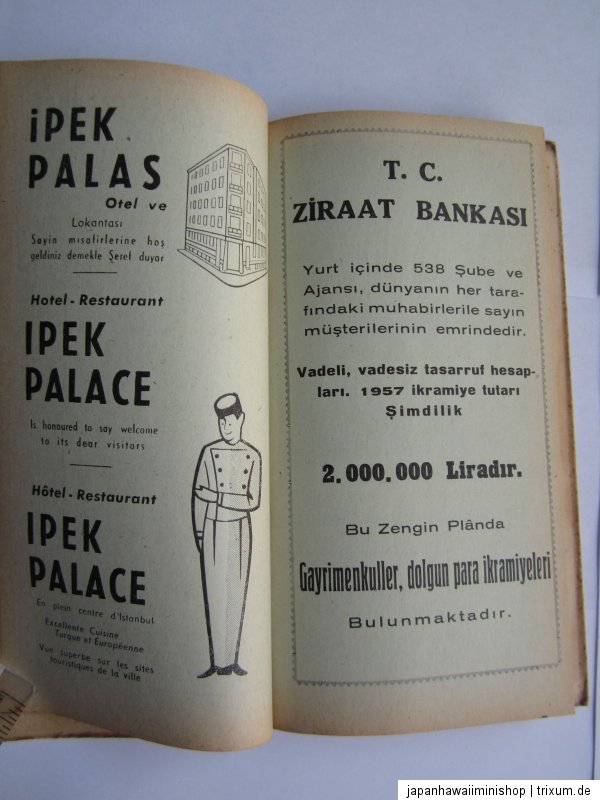 iPEK
PALAS
Otel ve
Lokantası
Sayin misafirlerine hoş
geldiniz demekle Şeref duyar
Hotel - Restaurant
IPEK
PALACE
Is honoured to say welcome
to its dear visitors
Hôtel - Restaurant
IPEK
PALACE
En plein centre d'Istanbul
Excellente Cuisine
Turque et Européenne
Vue superbe sur les sites
touristiques de la ville
T. C.
ZİRAAT BANKASI
Yurt içinde 538 Şube ve
Ajansı, dünyanın her tara-
fındaki muhabirlerile sayın
müşterilerinin emrindedir.
Vadeli, vadesiz tasarruf hesap-
ları. 1957 ikramiye tutarı
Şimdilik
2.000.000 Liradır.
Bu Zengin Plânda
Gayrimenkuller, dolgun para ikramiyeleri
Bulunmaktadır.
japanhawaiiminishop | trixum.de